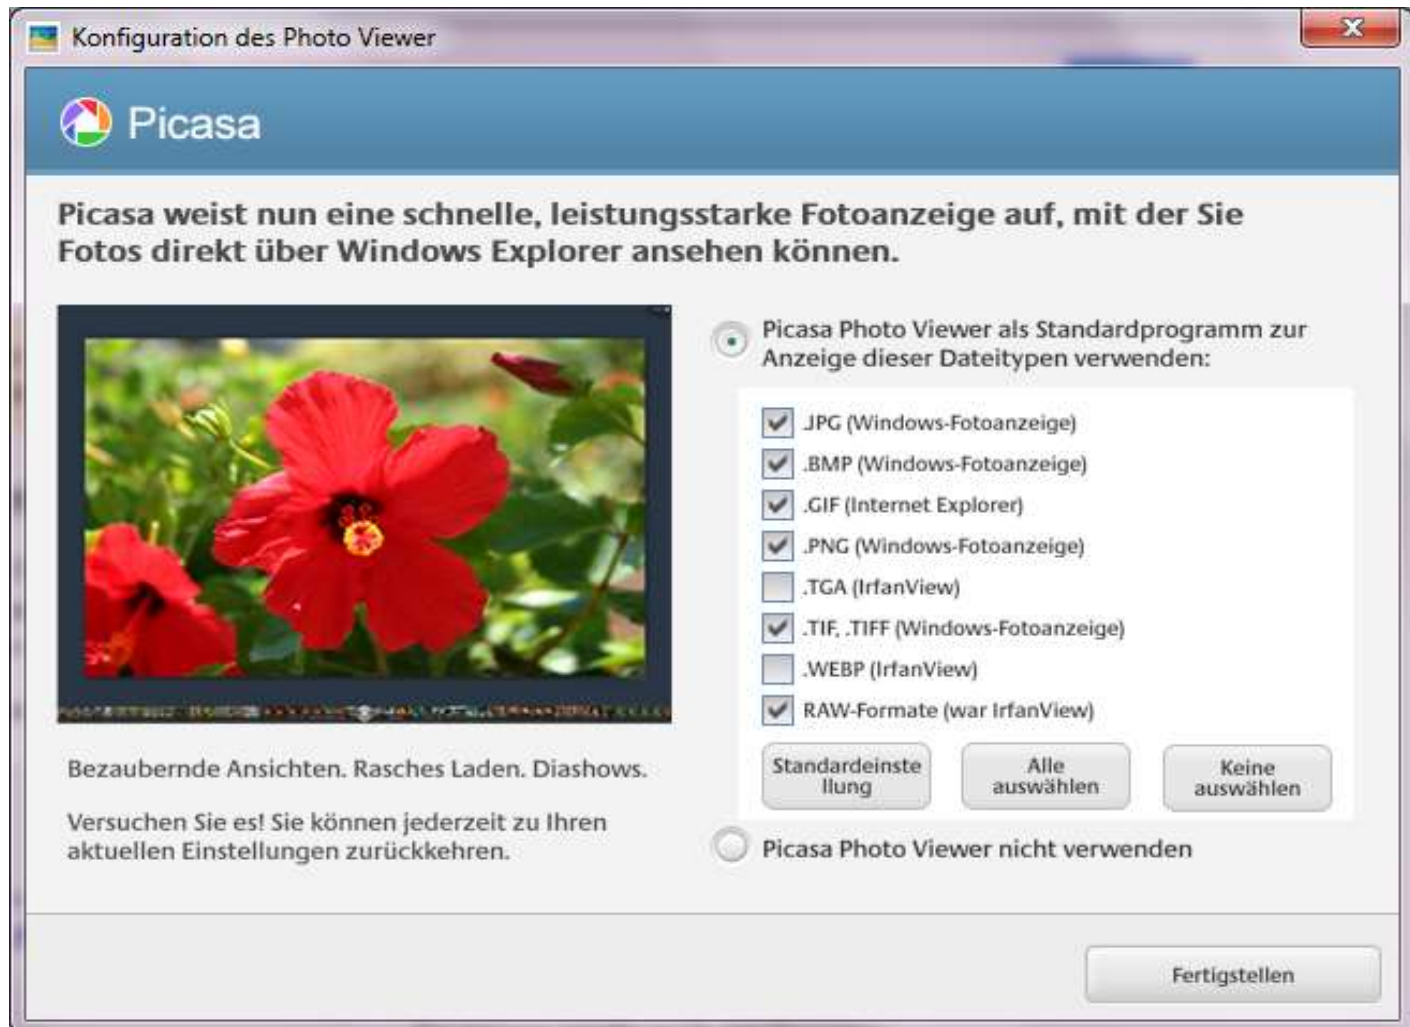 Konfiguration des Photo Viewer
Picasa
Picasa weist nun eine schnelle, leistungsstarke Fotoanzeige auf, mit der Sie
Fotos direkt über Windows Explorer ansehen können.
Picasa Photo Viewer als Standardprogramm zur
Anzeige dieser Dateitypen verwenden:
.JPG (Windows-Fotoanzeige)
.BMP (Windows-Fotoanzeige)
.GIF (Internet Explorer)
.PNG (Windows-Fotoanzeige)
.TGA (IrfanView)
.TIF, .TIFF (Windows-Fotoanzeige)
.WEBP (IrfanView)
RAW-Formate (war IrfanView)
Standardeinste
llung
Alle
auswählen
Keine
auswählen
Picasa Photo Viewer nicht verwenden
Bezaubernde Ansichten. Rasches Laden. Diashows.
Versuchen Sie es! Sie können jederzeit zu Ihren
aktuellen Einstellungen zurückkehren.
Fertigstellen